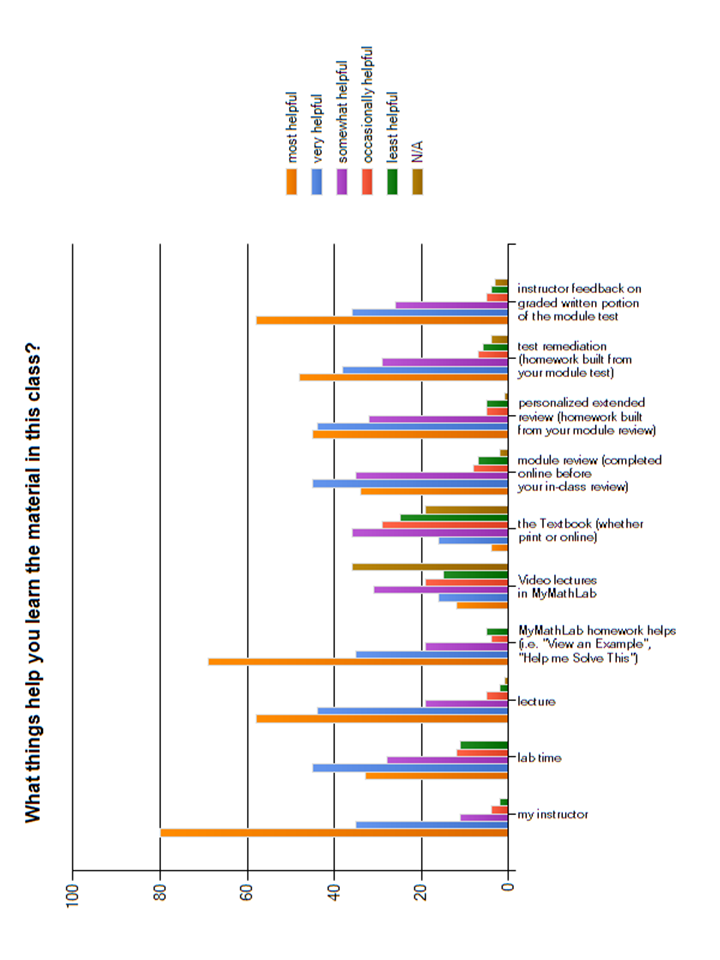 What things help you learn the material in this class?
100
80
60
40
20
0
my instructor
lab time
lecture
MyMathLab homework helps
(i.e. "View an Example",
"Help me Solve This")
Video lectures
in MyMathLab
the Textbook (whether
print or online)
module review (completed
online before
your in-class review)
personalized extended
review (homework built
from your module review)
test remediation
(homework built from
your module test)
instructor feedback on
graded written portion
of the module test
most helpful
very helpful
somewhat helpful
occasionally helpful
least helpful
N/A